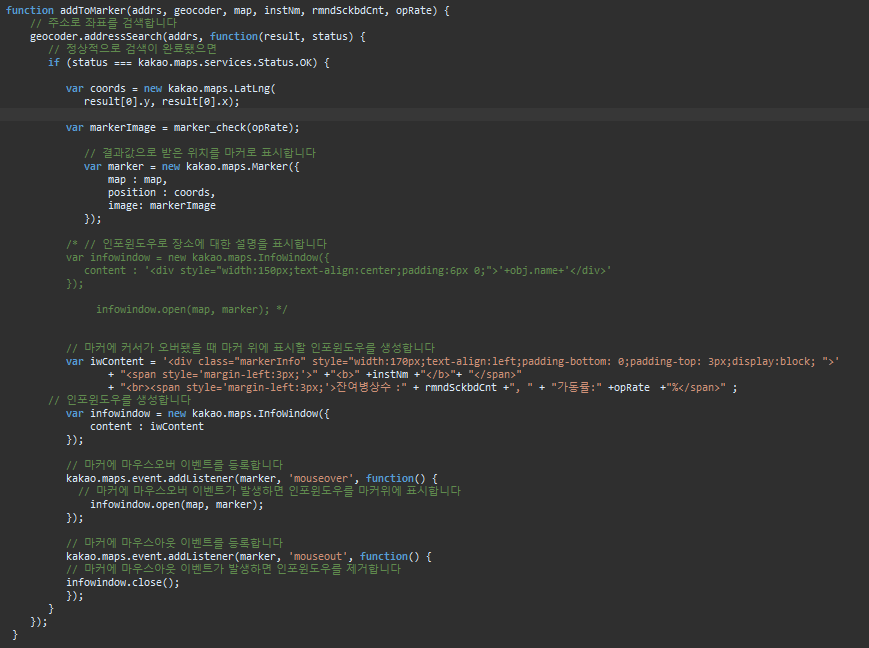 function addToMarker(addrs, geocoder, map, instNm, rmndSckbdCnt, opRate) {
// 주소로 좌표를 검색합니다
geocoder.addressSearch(addrs, function(result, status) {
// 정상적으로 검색이 완료됐으면
if (status === kakao.maps.services.Status.OK) {
var coords = new kakao.maps.LatLng(
result[0].y, result[0].x);
var markerImage = marker_check(opRate);
// 결과값으로 받은 위치를 마커로 표시합니다
var marker = new kakao.maps.Marker({
map : map,
position : coords,
image: markerImage
});
/* // 인포윈도우로 장소에 대한 설명을 표시합니다
var infowindow = new kakao.maps.InfoWindow({
content : '<div style="width:150px;text-align:center;padding:6px 0;">'+obj.name+'</div>'
});
infowindow.open(map, marker); */
// 마커에 커서가 오버됐을 때 마커 위에 표시할 인포윈도우를 생성합니다
var iwContent = '<div class="markerInfo" style="width:170px;text-align:left;padding-bottom: 0;padding-top: 3px;display:block; ">'
+ "<span style='margin-left:3px;'>" +"<b>" +instNm +"</b>"+ "</span>"
+ "<br><span style='margin-left:3px;'>잔여병상수 :" + rmndSckbdCnt +", " + "가동률:" +opRate  +"%</span>" ;
// 인포윈도우를 생성합니다
var infowindow = new kakao.maps.InfoWindow({
content : iwContent
});
// 마커에 마우스오버 이벤트를 등록합니다
kakao.maps.event.addListener(marker, 'mouseover', function() {
// 마커에 마우스오버 이벤트가 발생하면 인포윈도우를 마커위에 표시합니다
infowindow.open(map, marker);
});
// 마커에 마우스아웃 이벤트를 등록합니다
kakao.maps.event.addListener(marker, 'mouseout', function() {
// 마커에 마우스아웃 이벤트가 발생하면 인포윈도우를 제거합니다
infowindow.close();
});
}
});
}